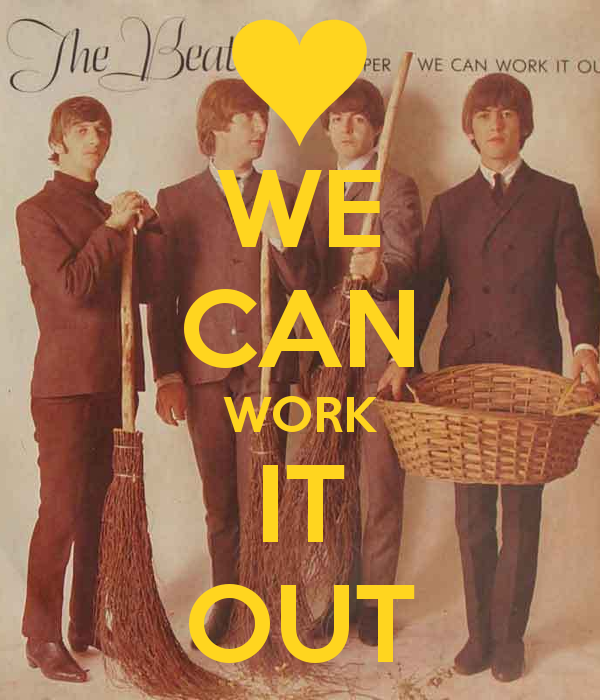 The Beat PER WE CAN WORK IT OU
WE
CAN
WORK
IT
OUT